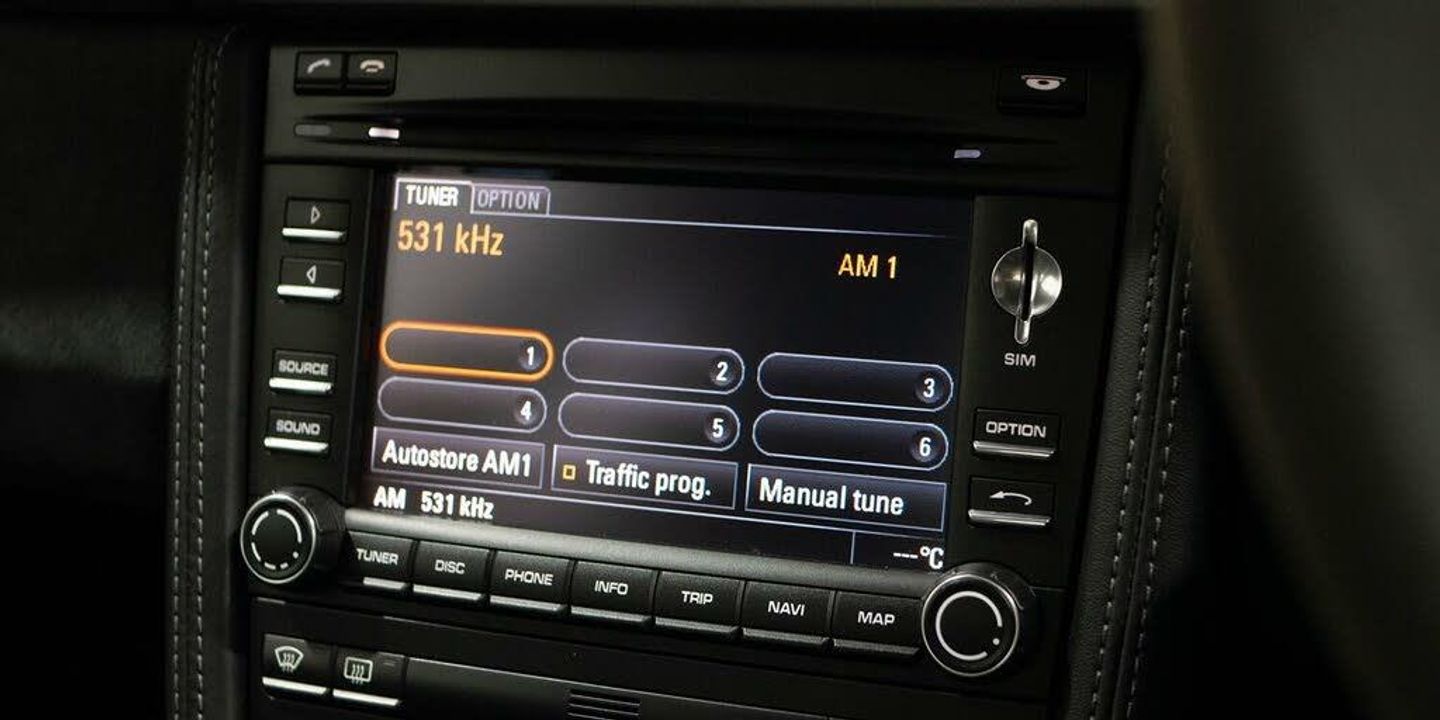 TUNER OPTION
531 kHz
AM 1
1 2 3
4 5 6
Autostore AM1 Traffic prog. Manual tune
AM 531 kHz
---°C
SOURCE
SOUND
SIM
OPTION
TUNER DISC PHONE INFO TRIP NAVI MAP